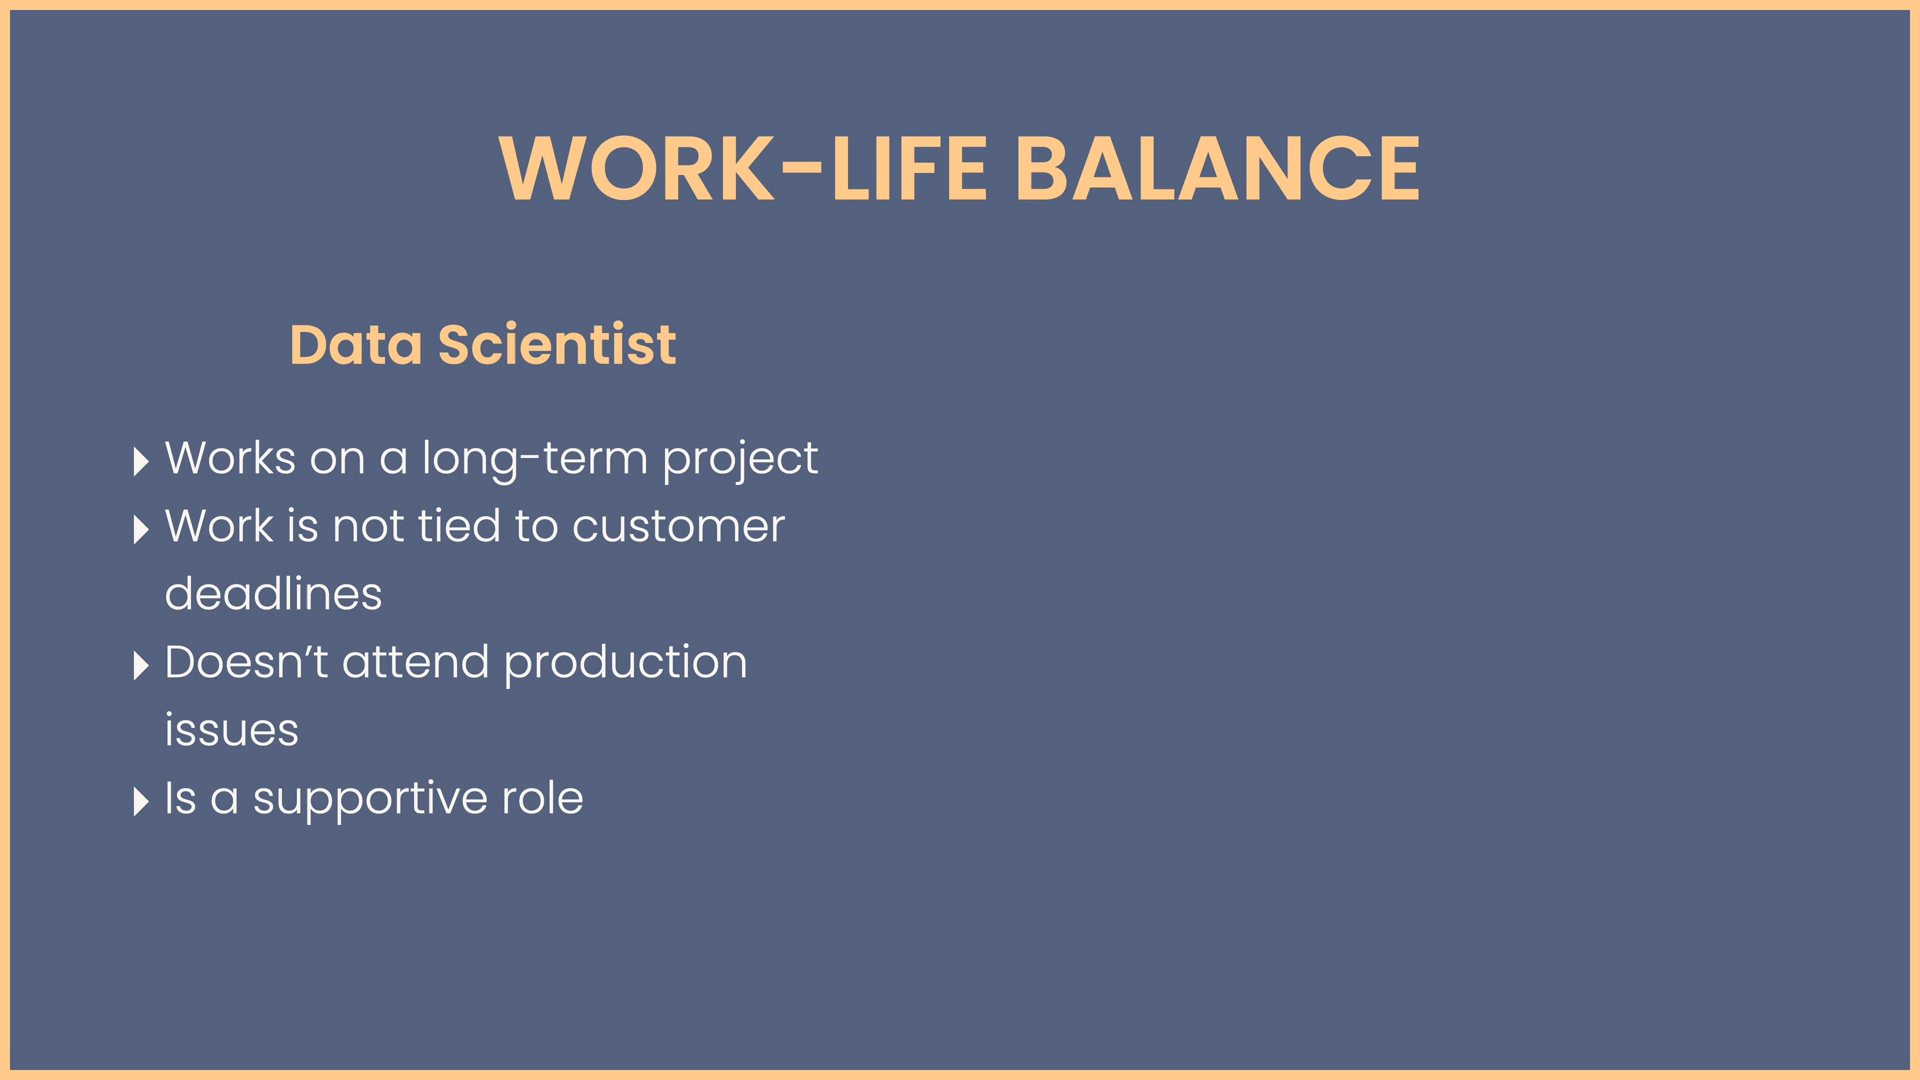 WORK-LIFE BALANCE
Data Scientist
Works on a long-term project
Work is not tied to customer
deadlines
Doesn’t attend production
issues
Is a supportive role